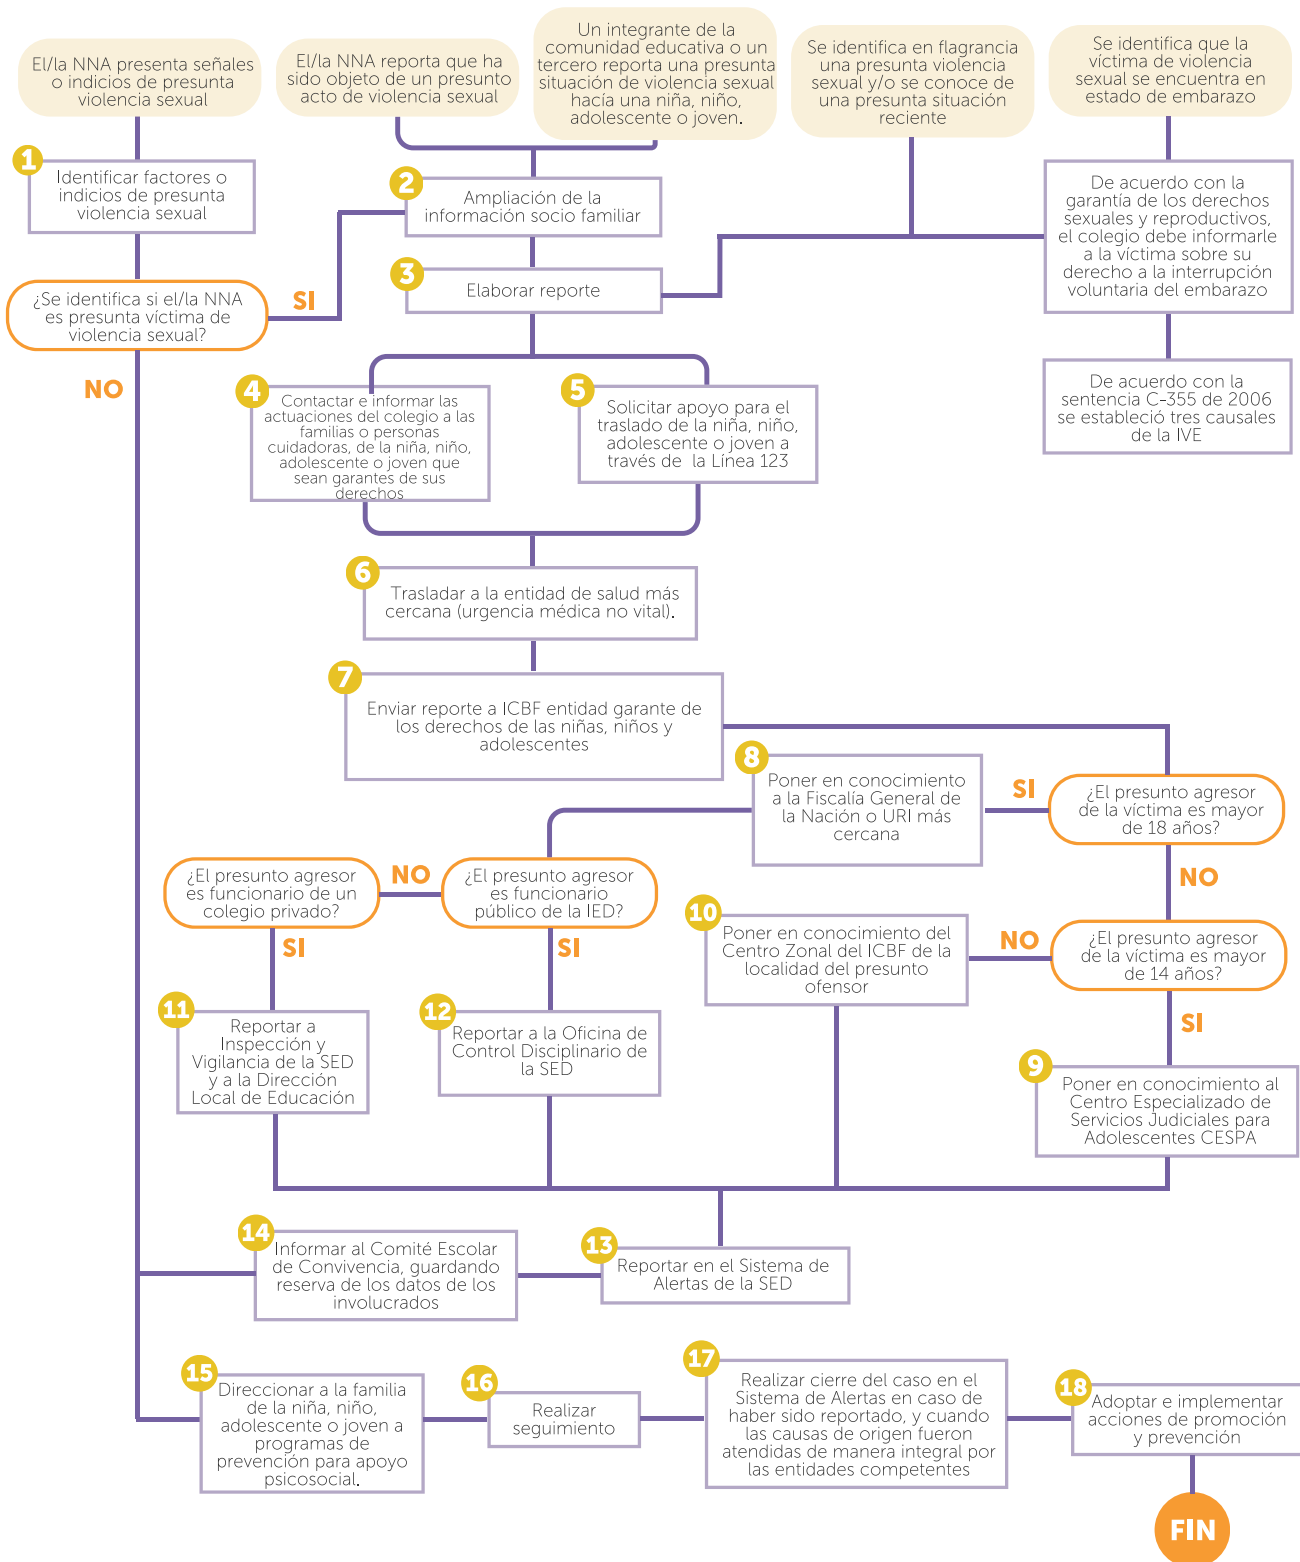 El/la NNA presenta señales
o indicios de presunta
violencia sexual
El/la NNA reporta que ha
sido objeto de un presunto
acto de violencia sexual
Un integrante de la
comunidad educativa o un
tercero reporta una presunta
situación de violencia sexual
hacía una niña, niño,
adolescente o joven.
Se identifica en flagrancia
una presunta violencia
sexual y/o se conoce de
una presunta situación
reciente
Se identifica que la
víctima de violencia
sexual se encuentra en
estado de embarazo
1
Identificar factores o
indicios de presunta
violencia sexual
2
Ampliación de la
información socio familiar
De acuerdo con la
garantía de los derechos
sexuales y reproductivos,
el colegio debe informarle
a la víctima sobre su
derecho a la interrupción
voluntaria del embarazo
3
Elaborar reporte
¿Se identifica si el/la NNA
es presunta víctima de
violencia sexual?
SI
NO
4
Contactar e informar las
actuaciones del colegio a las
familias o personas
cuidadoras, de la niña, niño,
adolescente o joven que
sean garantes de sus
derechos
5
Solicitar apoyo para el
traslado de la niña, niño,
adolescente o joven a
través de la Línea 123
De acuerdo con la
sentencia C-355 de 2006
se estableció tres causales
de la IVE
6
Trasladar a la entidad de salud más
cercana (urgencia médica no vital).
7
Enviar reporte a ICBF entidad garante de
los derechos de las niñas, niños y
adolescentes
8
Poner en conocimiento
a la Fiscalía General de
la Nación o URI más
cercana
SI
¿El presunto agresor
de la víctima es mayor
de 18 años?
NO
¿El presunto agresor
es funcionario de un
colegio privado?
NO
¿El presunto agresor
es funcionario
público de la IED?
SI
SI
10
Poner en conocimiento del
Centro Zonal del ICBF de la
localidad del presunto
ofensor
NO
¿El presunto agresor
de la víctima es mayor
de 14 años?
SI
11
Reportar a
Inspección y
Vigilancia de la SED
y a la Dirección
Local de Educación
12
Reportar a la Oficina de
Control Disciplinario de
la SED
9
Poner en conocimiento al
Centro Especializado de
Servicios Judiciales para
Adolescentes CESPA
14
Informar al Comité Escolar
de Convivencia, guardando
reserva de los datos de los
involucrados
13
Reportar en el Sistema de
Alertas de la SED
15
Direccionar a la familia
de la niña, niño,
adolescente o joven a
programas de
prevención para apoyo
psicosocial.
16
Realizar
seguimiento
17
Realizar cierre del caso en el
Sistema de Alertas en caso de
haber sido reportado, y cuando
las causas de origen fueron
atendidas de manera integral por
las entidades competentes
18
Adoptar e implementar
acciones de promoción
y prevención
FIN